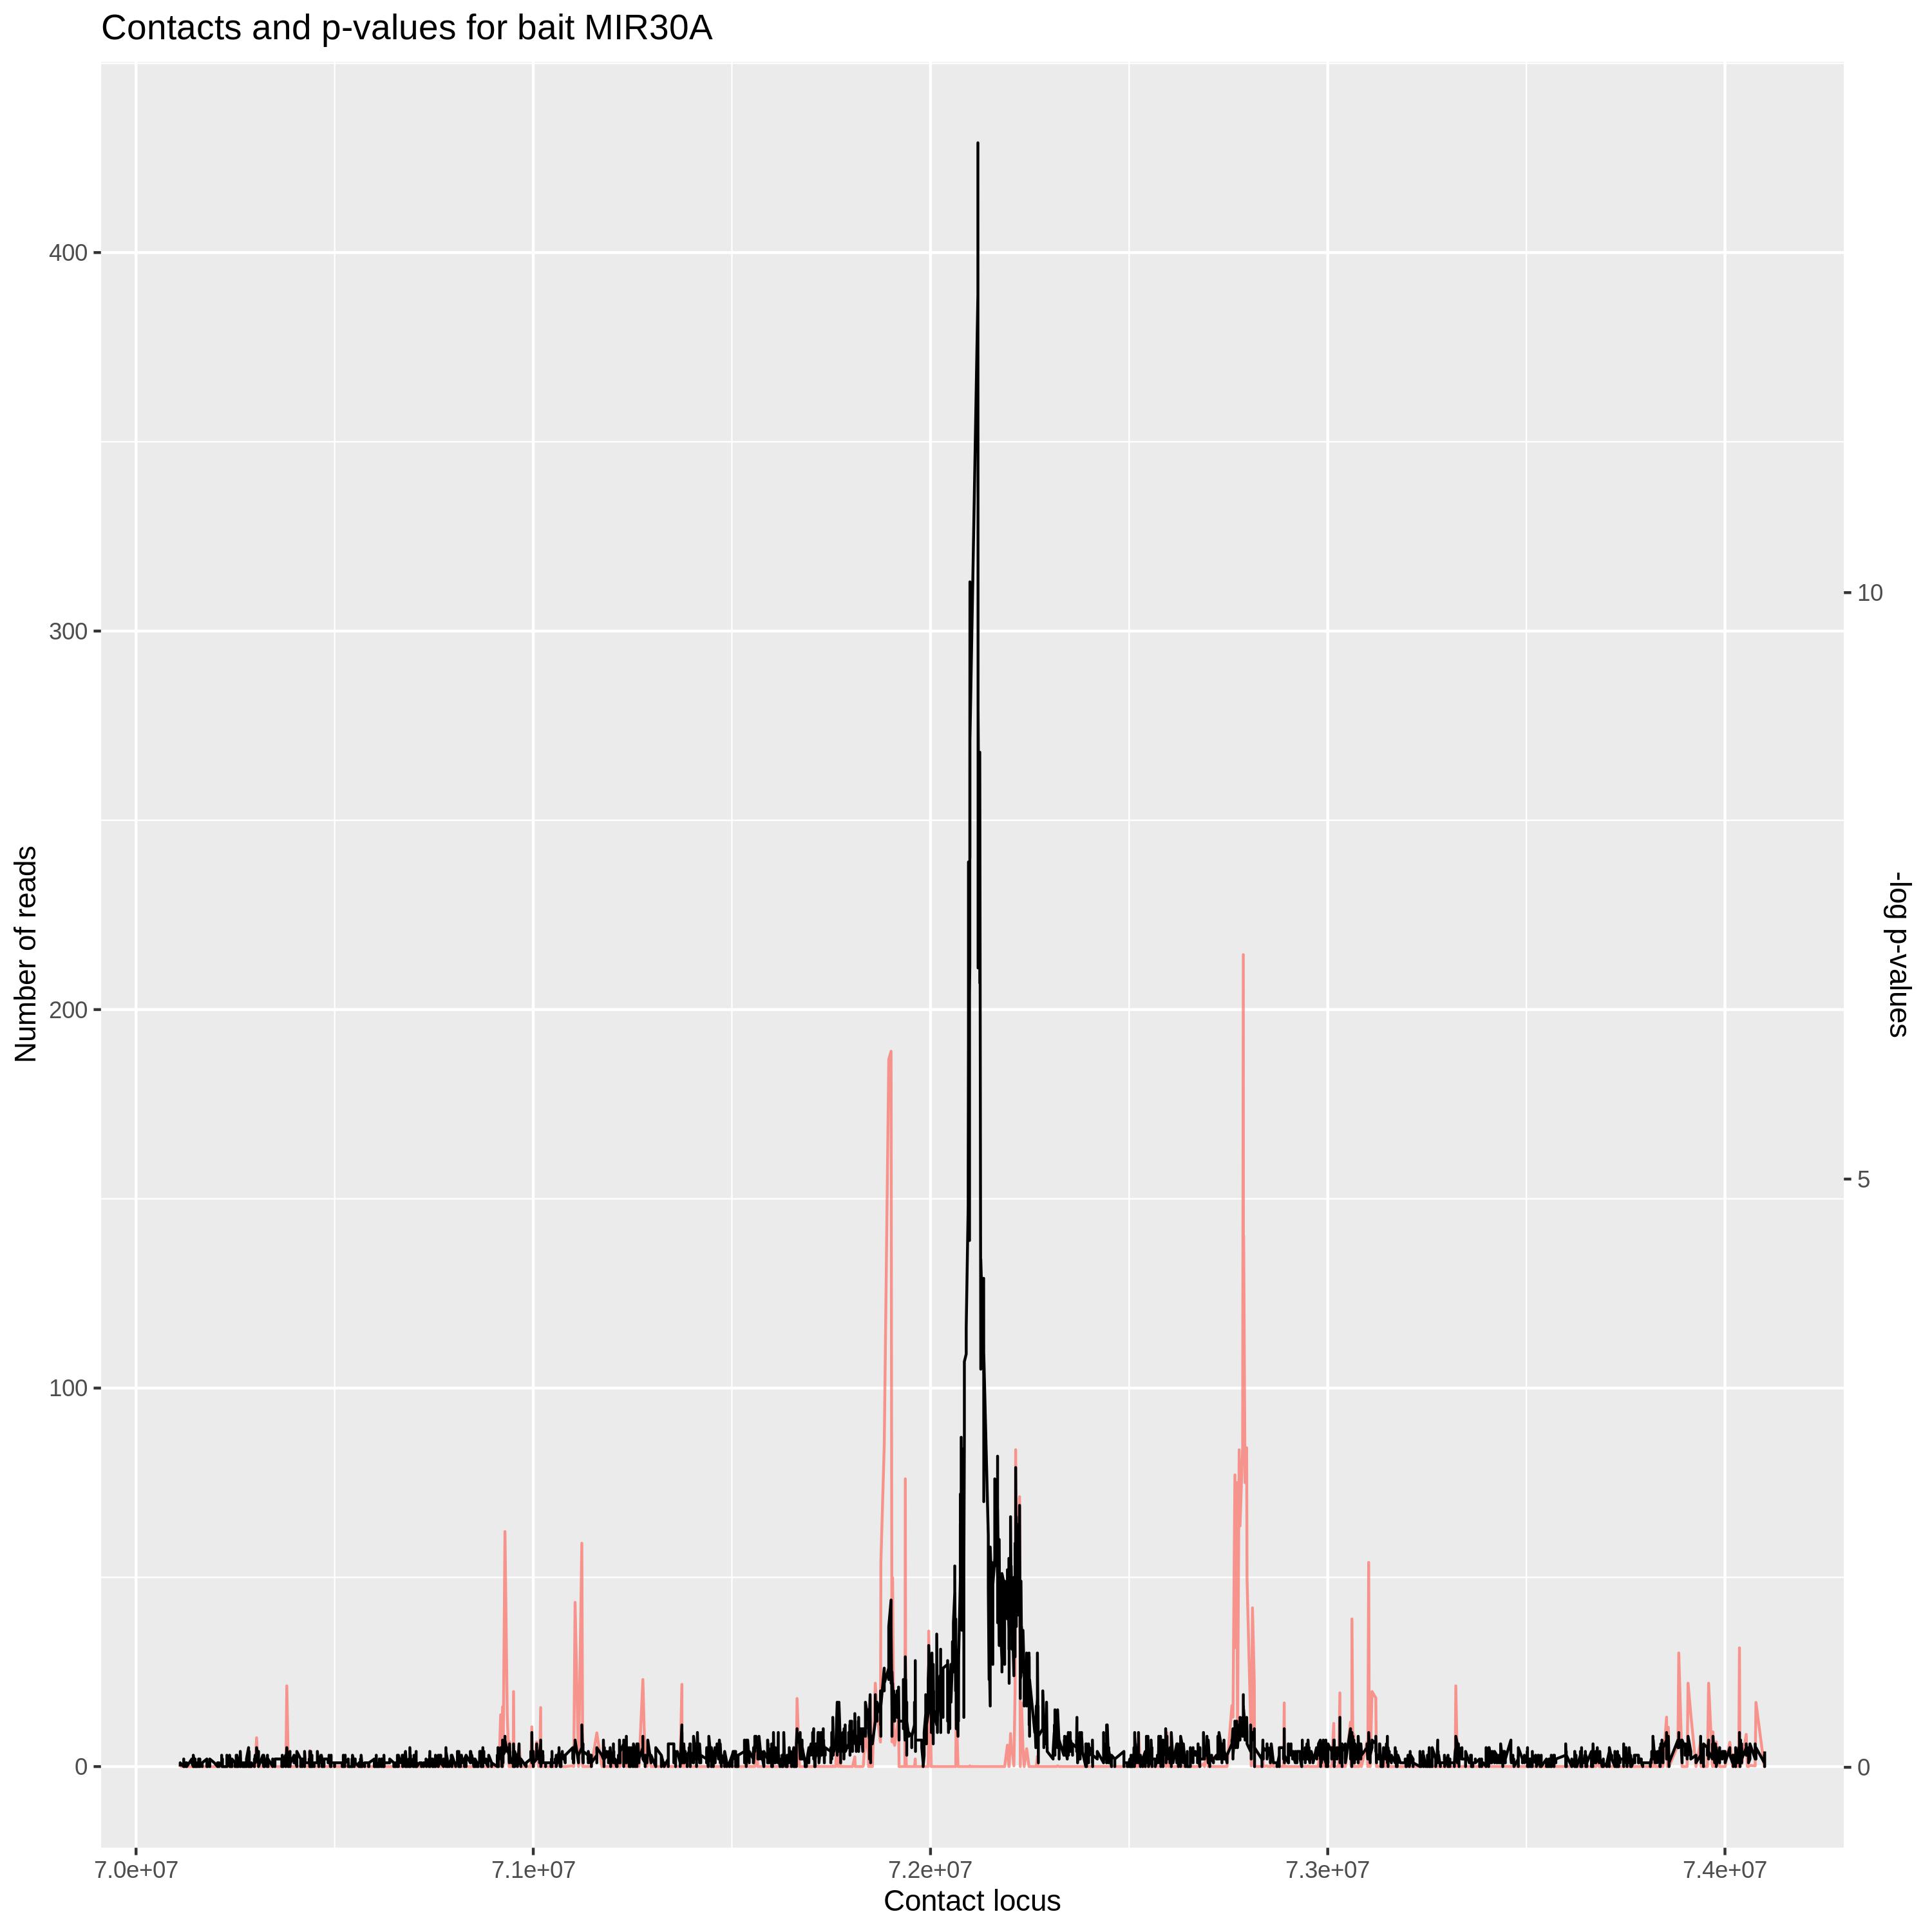 Contacts and p-values for bait MIR30A
Number of reads
400
300
200
100
0
10
5
0
-log p-values
7.0e+07
7.1e+07
7.2e+07
7.3e+07
7.4e+07
Contact locus